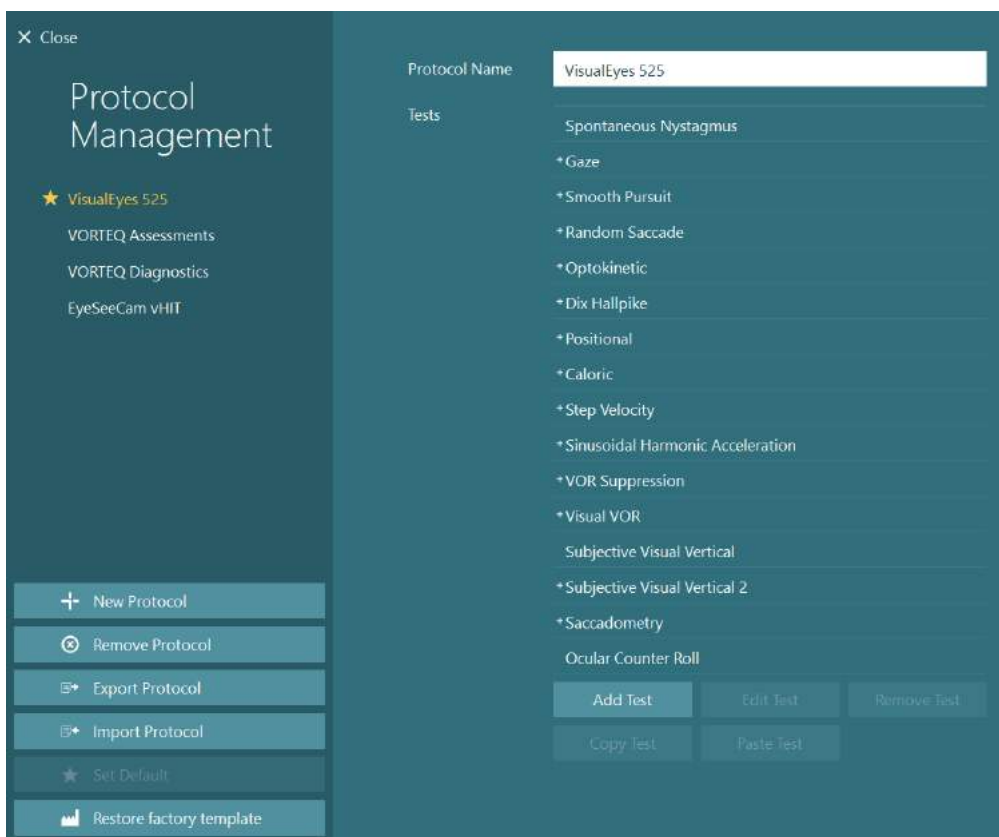 Close
Protocol
Management
VisualEyes 525
VORTEQ Assessments
VORTEQ Diagnostics
EyeSeeCam vHIT
New Protocol
Remove Protocol
Export Protocol
Import Protocol
Set Default
Restore factory template
Protocol Name
VisualEyes 525
Tests
Spontaneous Nystagmus
+Gaze
+Smooth Pursuit
+Random Saccade
+Optokinetic
+Dix Hallpike
+Positional
+Caloric
+Step Velocity
+Sinusoidal Harmonic Acceleration
+VOR Suppression
+Visual VOR
Subjective Visual Vertical
+Subjective Visual Vertical 2
+Saccadometry
Ocular Counter Roll
Add Test Edit Test Remove Test
Copy Test Paste Test